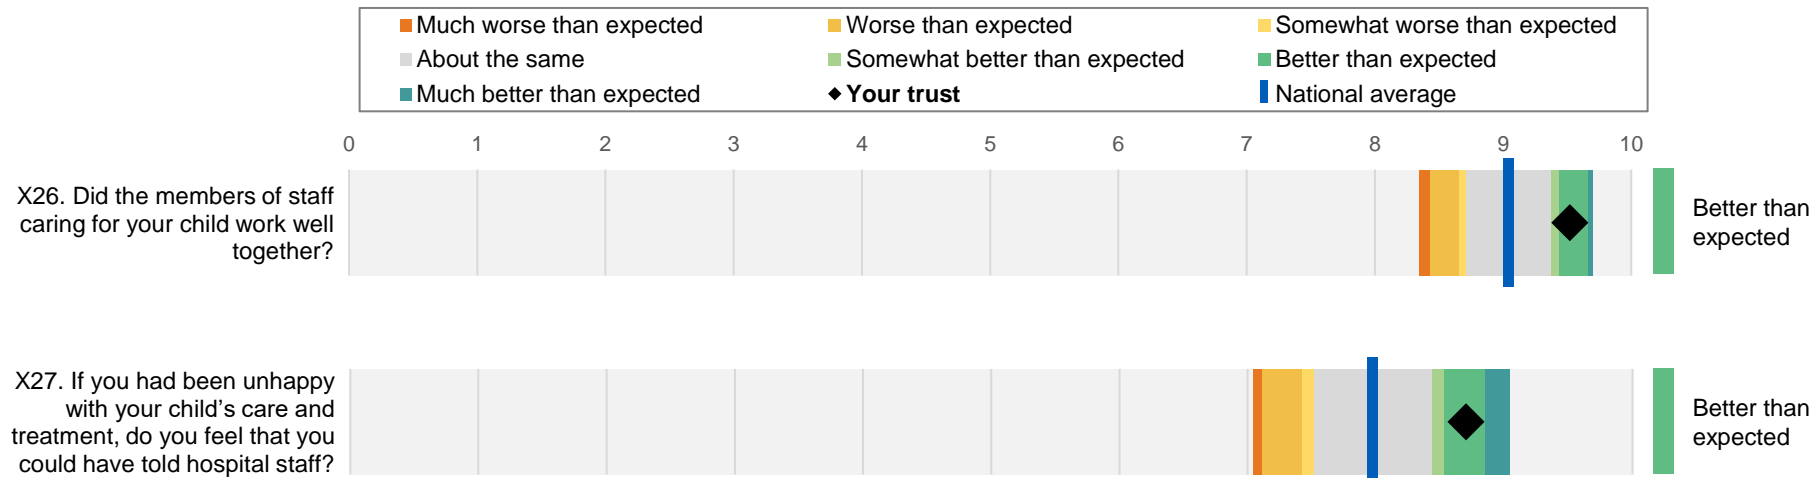 Much worse than expected Worse than expected Somewhat worse than expected
About the same Somewhat better than expected Better than expected
Much better than expected Your trust National average
0 1 2 3 4 5 6 7 8 9 10
X26. Did the members of staff
caring for your child work well
together?
Better than
expected
X27. If you had been unhappy
with your child’s care and
treatment, do you feel that you
could have told hospital staff?
Better than
expected